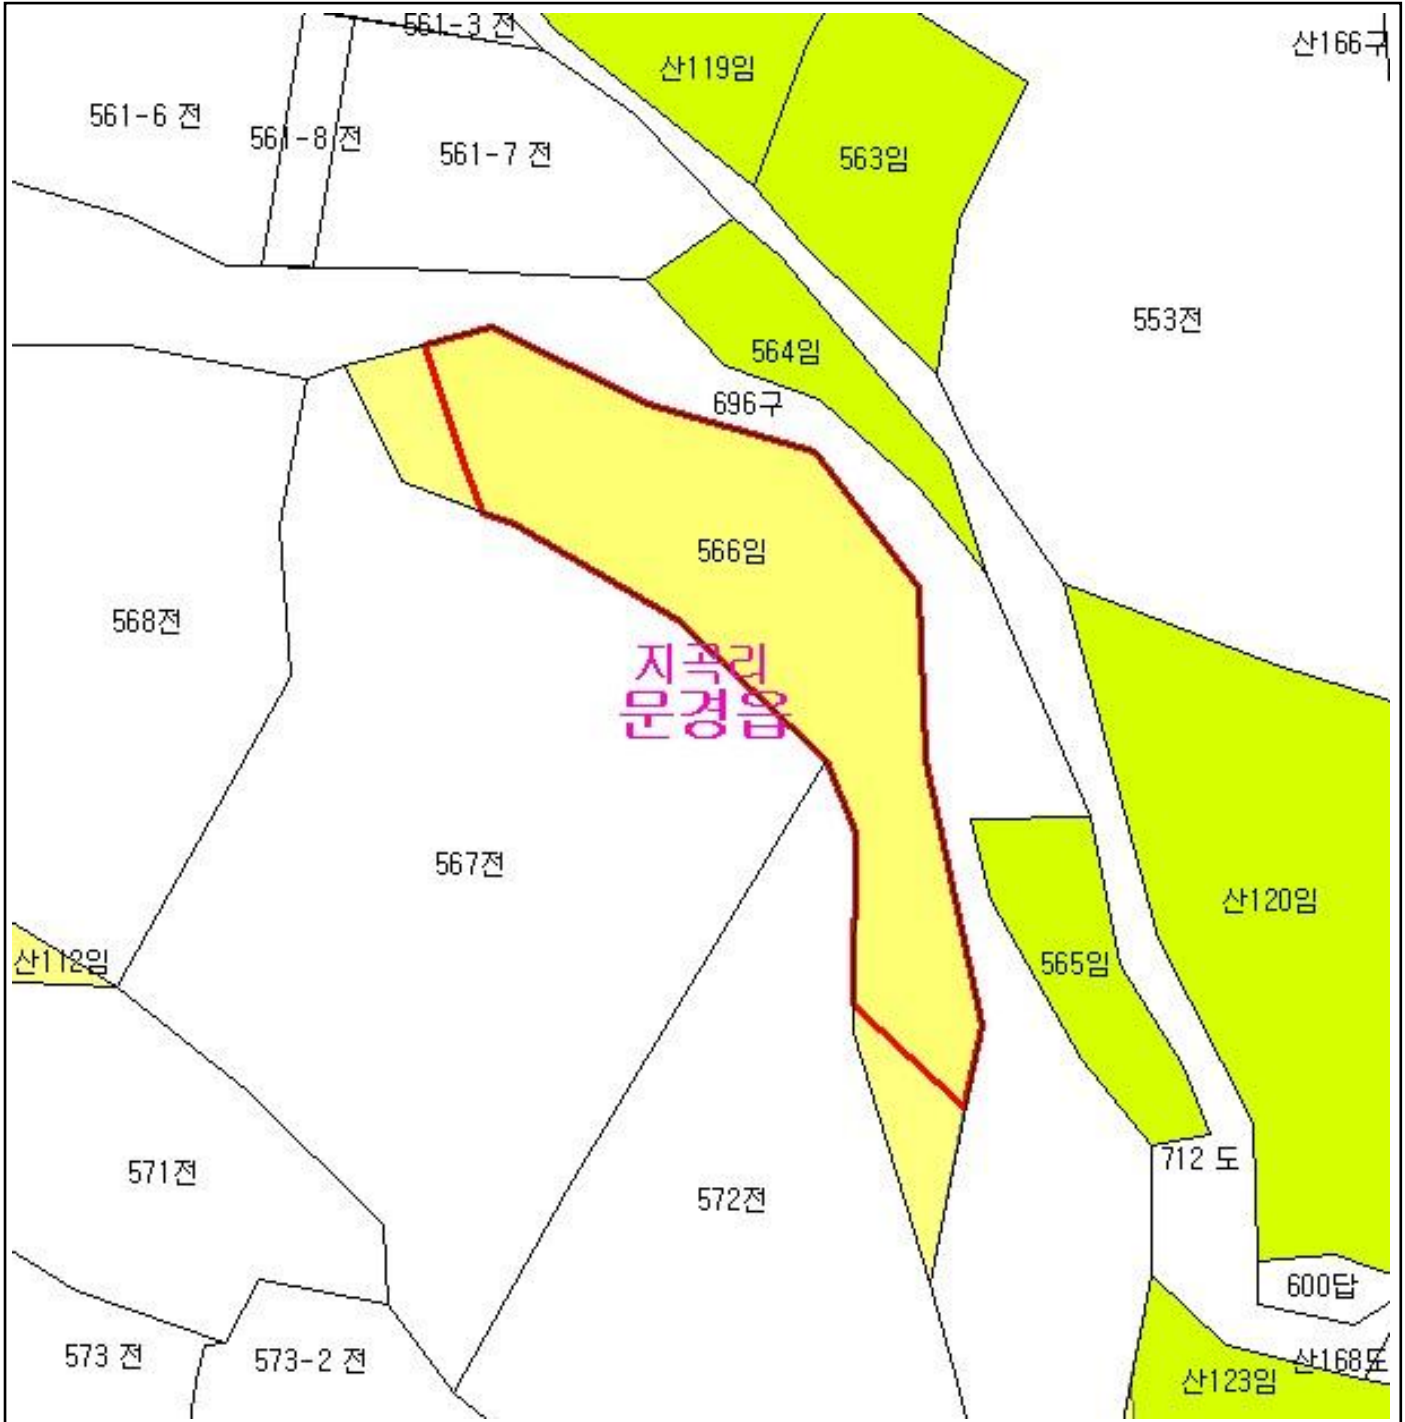 561-3 전
산166구
산119임
561-6 전
561-8 전
561-7 전
563임
553전
564임
696구
566임
568전
지곡리
문경읍
567전
산120임
산112임
565임
712 도
571전
572전
600답
573 전
573-2 전
산168도
산123임